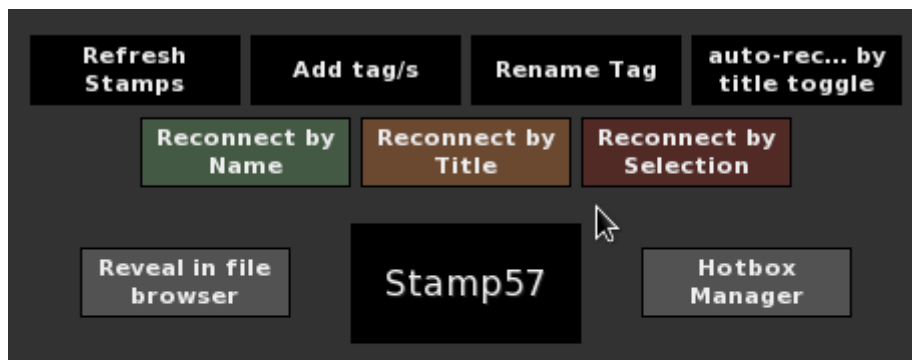 Refresh
Stamps
Add tag/s
Rename Tag
auto-rec... by
title toggle
Reconnect by
Name
Reconnect by
Title
Reconnect by
Selection
Reveal in file
browser
Stamp57
Hotbox
Manager